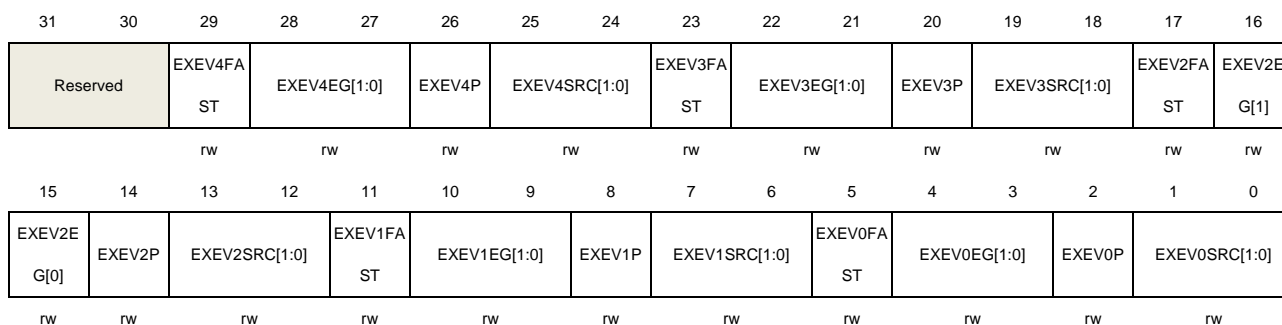 31 30 29 28 27 26 25 24 23 22 21 20 19 18 17 16
Reserved EXEV4FA ST EXEV4EG[1:0] EXEV4P EXEV4SRC[1:0] EXEV3FA ST EXEV3EG[1:0] EXEV3P EXEV3SRC[1:0] EXEV2FA ST EXEV2E G[1]
rw rw rw rw rw rw rw rw rw rw
15 14 13 12 11 10 9 8 7 6 5 4 3 2 1 0
EXEV2E G[0] EXEV2P EXEV2SRC[1:0] EXEV1FA ST EXEV1EG[1:0] EXEV1P EXEV1SRC[1:0] EXEV0FA ST EXEV0EG[1:0] EXEV0P EXEV0SRC[1:0]
rw rw rw rw rw rw rw rw rw rw rw